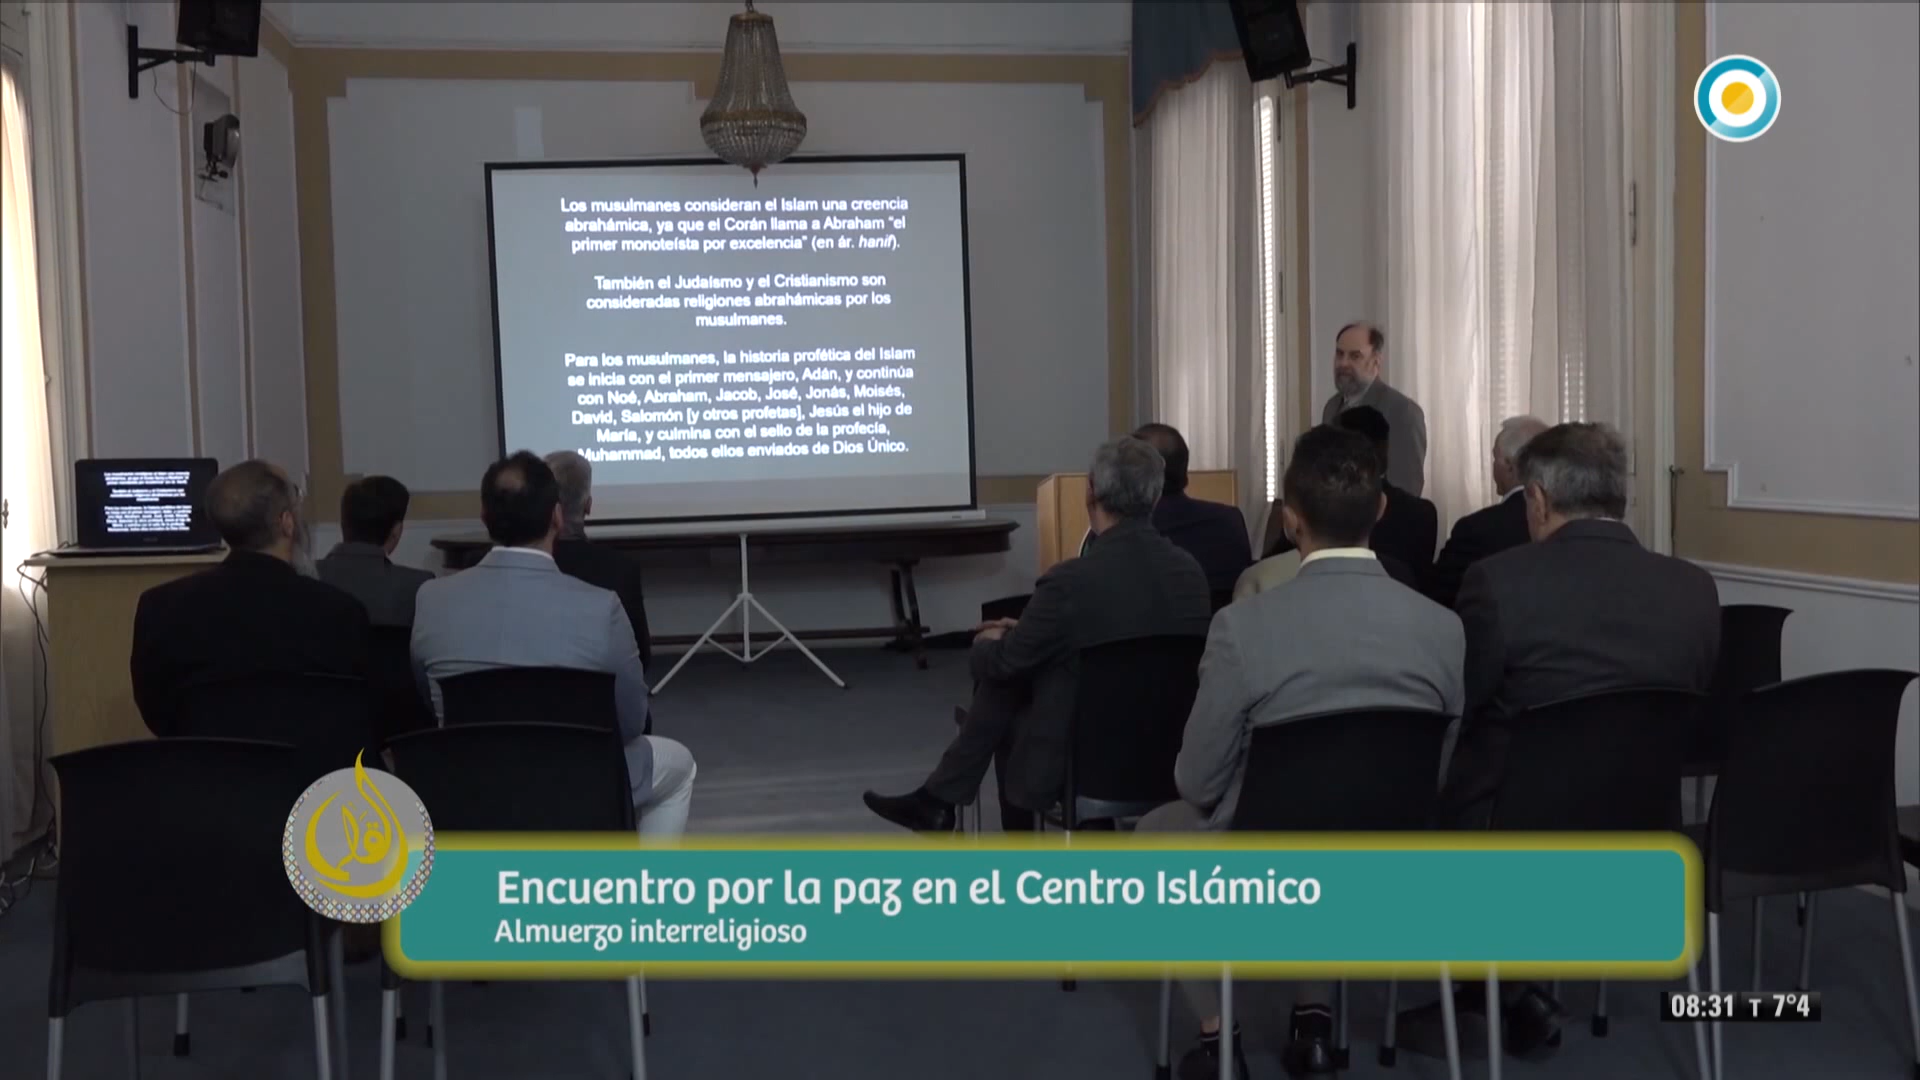 Los musulmanes consideran el Islam una creencia
abrahámica, ya que el Corán llama a Abraham “el
primer monoteísta por excelencia” (en ár. hanif).
También el Judaísmo y el Cristianismo son
consideradas religiones abrahámicas por los
musulmanes.
Para los musulmanes, la historia profética del Islam
se inicia con el primer mensajero, Adán, y continúa
con Noé, Abraham, Jacob, José, Jonás, Moisés,
David, Salomón [y otros profetas], Jesús el hijo de
María, y culmina con el sello de la profecía,
Muhammad, todos ellos enviados de Dios Único.
Encuentro por la paz en el Centro Islámico
Almuerzo interreligioso
08:31 T 7°4